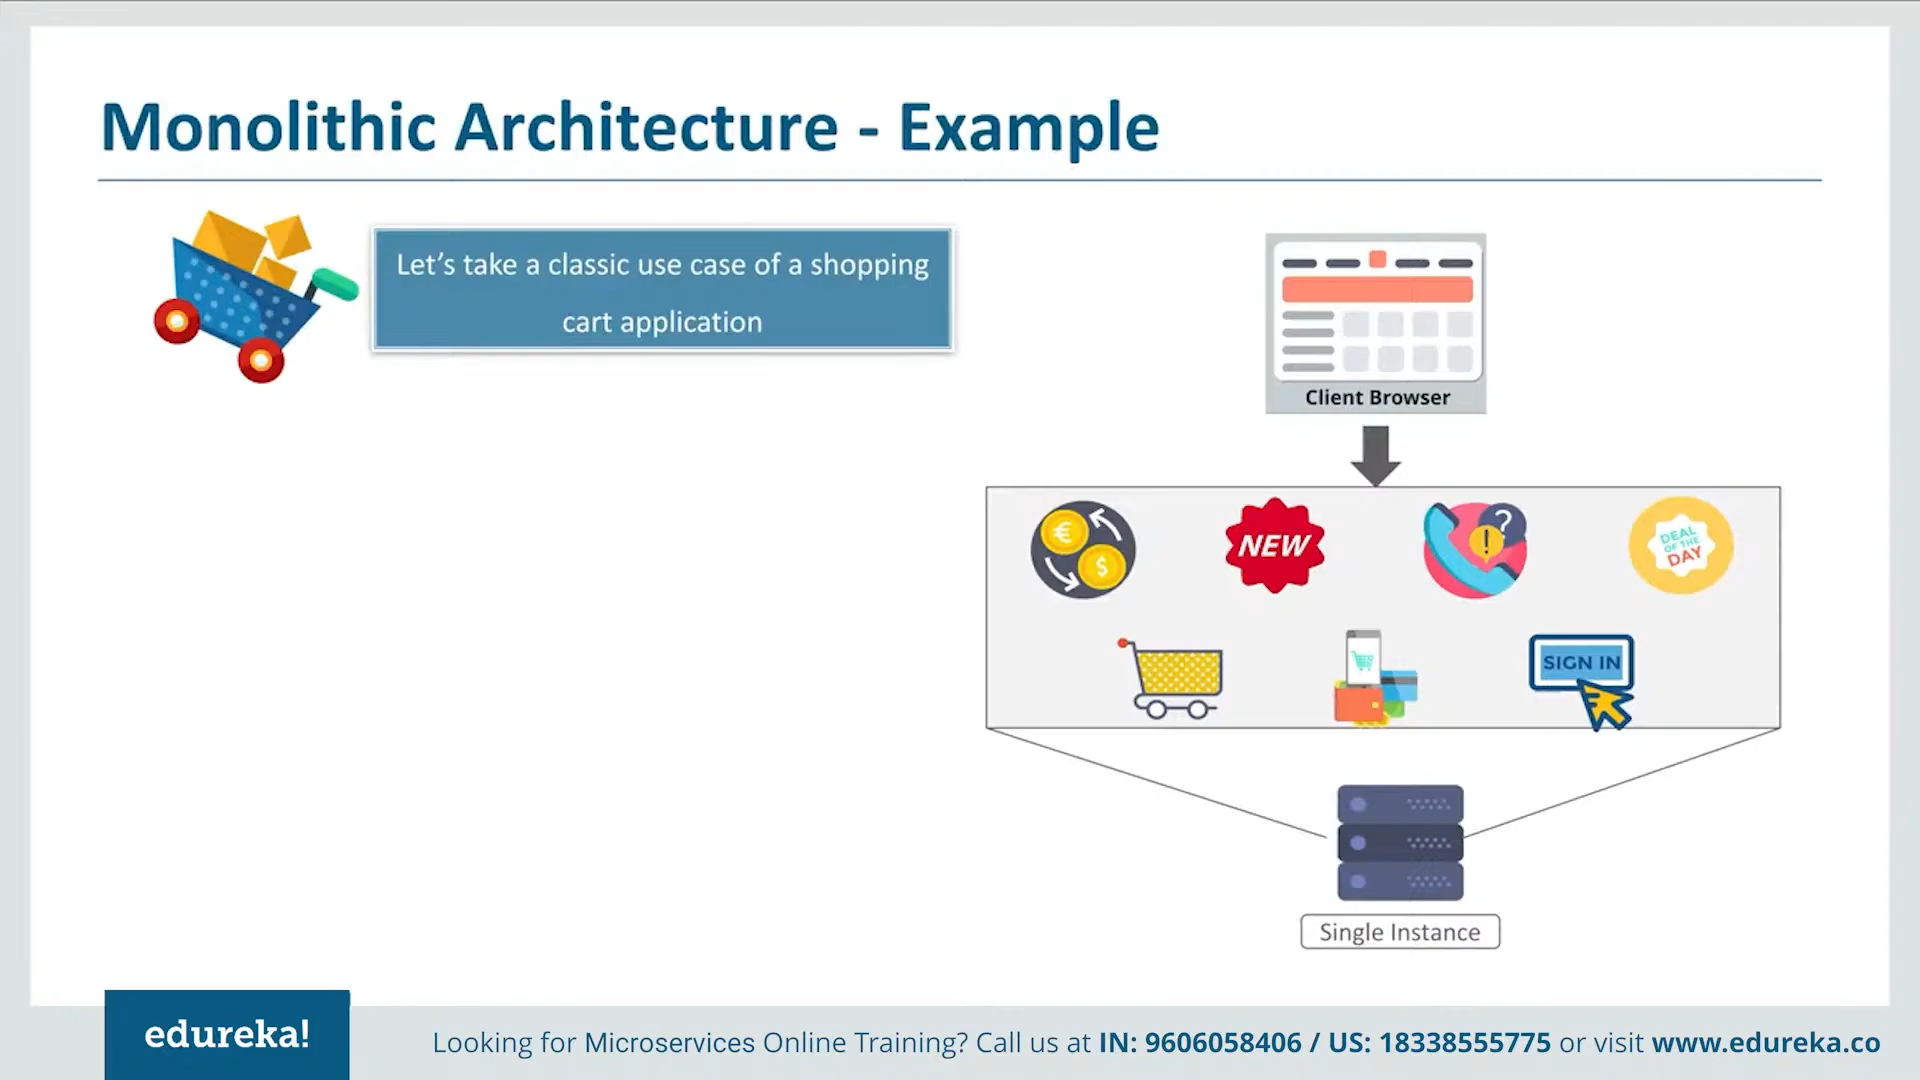 Monolithic Architecture - Example
Let's take a classic use case of a shopping
cart application
Client Browser
€
$
NEW
?
!
DEAL
OF THE
DAY
SIGN IN
Single Instance
edureka!
Looking for Microservices Online Training? Call us at IN: 9606058406 / US: 18338555775 or visit www.edureka.co